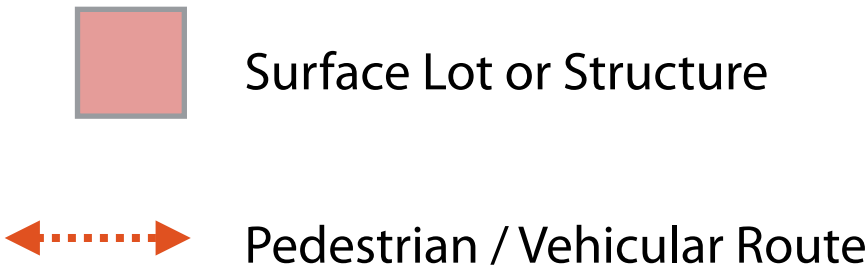 Surface Lot or Structure
Pedestrian / Vehicular Route